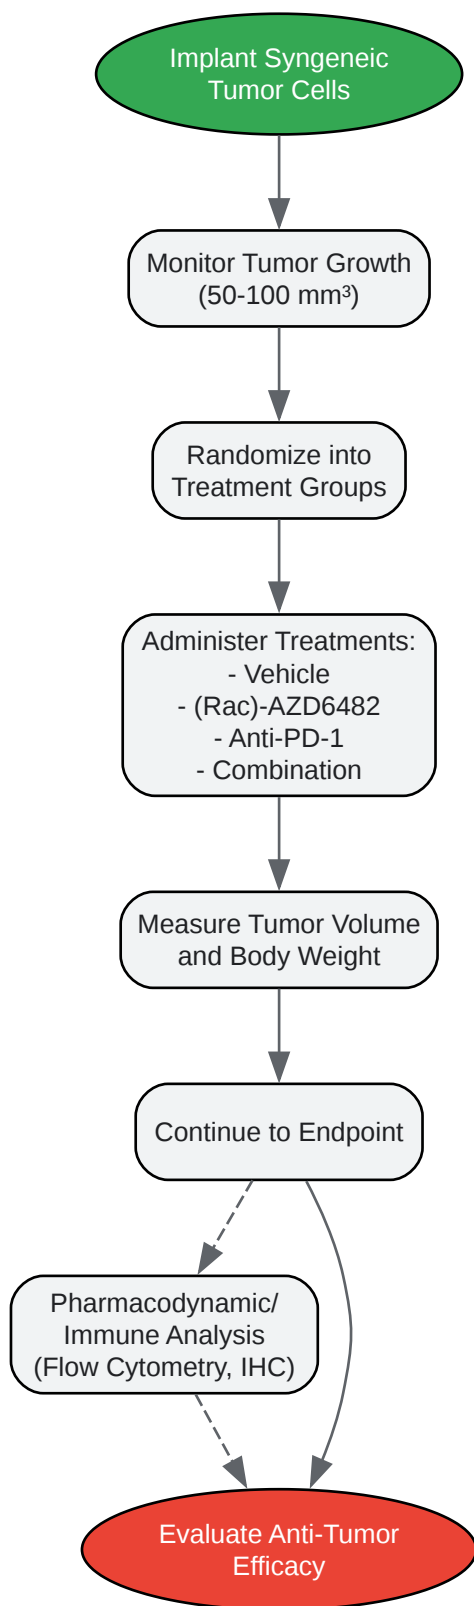 Implant Syngeneic
Tumor Cells
Monitor Tumor Growth
(50-100 mm³)
Randomize into
Treatment Groups
Administer Treatments:
- Vehicle
- (Rac)-AZD6482
- Anti-PD-1
- Combination
Measure Tumor Volume
and Body Weight
Continue to Endpoint
Pharmacodynamic/
Immune Analysis
(Flow Cytometry, IHC)
Evaluate Anti-Tumor
Efficacy